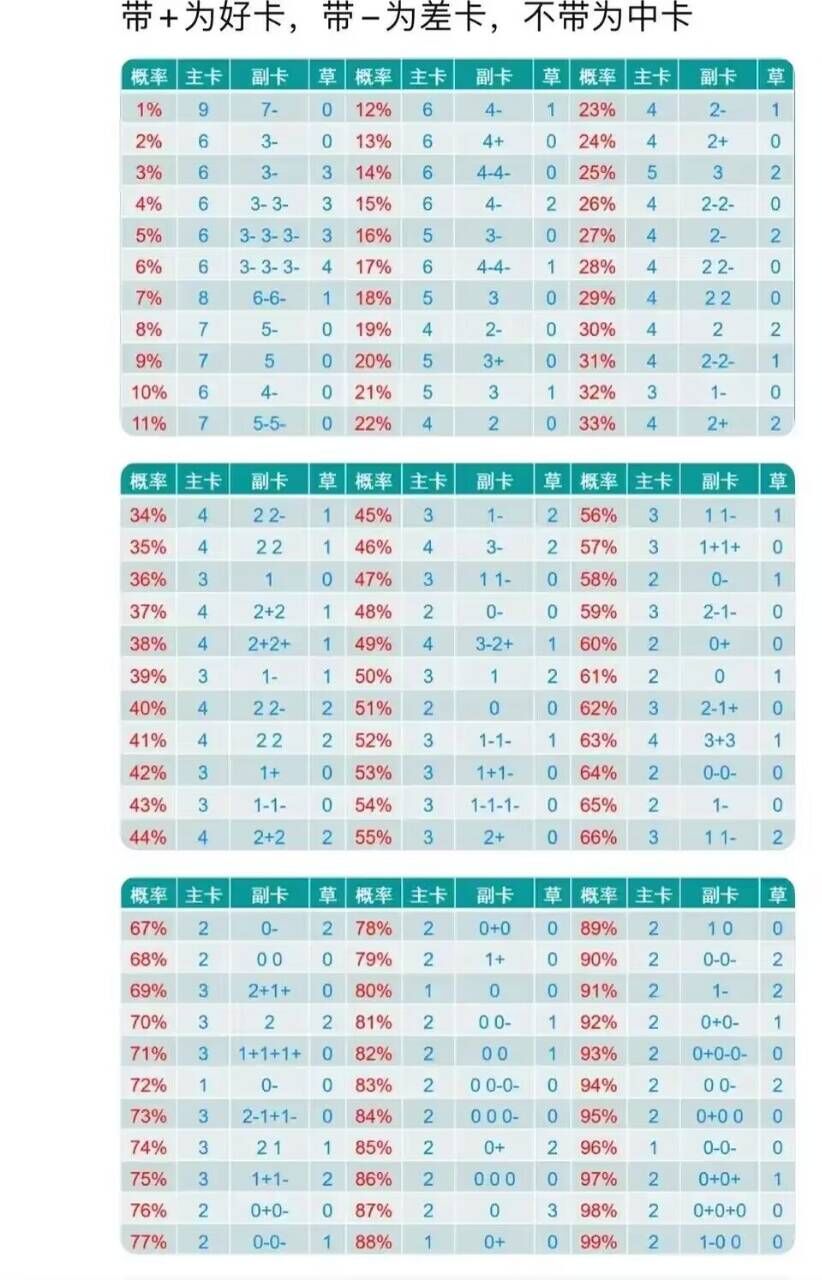 带+为好卡，带-为差卡，不带为中卡
概率 主卡 副卡 草 概率 主卡 副卡 草 概率 主卡 副卡 草
1% 9 7- 0 12% 6 4- 1 23% 4 2- 1
2% 6 3- 0 13% 6 4+ 0 24% 4 2+ 0
3% 6 3- 3 14% 6 4-4- 0 25% 5 3 2
4% 6 3- 3- 3 15% 6 4- 2 26% 4 2-2- 0
5% 6 3- 3- 3- 3 16% 5 3- 0 27% 4 2- 2
6% 6 3- 3- 3- 4 17% 6 4-4- 1 28% 4 2 2- 0
7% 8 6-6- 1 18% 5 3 0 29% 4 2 2 0
8% 7 5- 0 19% 4 2- 0 30% 4 2 2
9% 7 5 0 20% 5 3+ 0 31% 4 2-2- 1
10% 6 4- 0 21% 5 3 1 32% 3 1- 0
11% 7 5-5- 0 22% 4 2 0 33% 4 2+ 2
概率 主卡 副卡 草 概率 主卡 副卡 草 概率 主卡 副卡 草
34% 4 2 2- 1 45% 3 1- 2 56% 3 1 1- 1
35% 4 2 2 1 46% 4 3- 2 57% 3 1+1+ 0
36% 3 1 0 47% 3 1 1- 0 58% 2 0- 1
37% 4 2+2 1 48% 2 0- 0 59% 3 2-1- 0
38% 4 2+2+ 1 49% 4 3-2+ 1 60% 2 0+ 0
39% 3 1- 1 50% 3 1 2 61% 2 0 1
40% 4 2 2- 2 51% 2 0 0 62% 3 2-1+ 0
41% 4 2 2 2 52% 3 1-1- 1 63% 4 3+3 1
42% 3 1+ 0 53% 3 1+1- 0 64% 2 0-0- 0
43% 3 1-1- 0 54% 3 1-1-1- 0 65% 2 1- 0
44% 4 2+2 2 55% 3 2+ 0 66% 3 1 1- 2
概率 主卡 副卡 草 概率 主卡 副卡 草 概率 主卡 副卡 草
67% 2 0- 2 78% 2 0+0 0 89% 2 1 0 0
68% 2 0 0 0 79% 2 1+ 0 90% 2 0-0- 2
69% 3 2+1+ 0 80% 1 0 0 91% 2 1- 2
70% 3 2 2 81% 2 0 0- 1 92% 2 0+0- 1
71% 3 1+1+1+ 0 82% 2 0 0 1 93% 2 0+0-0- 0
72% 1 0- 0 83% 2 0 0-0- 0 94% 2 0 0- 2
73% 3 2-1+1- 0 84% 2 0 0 0- 0 95% 2 0+0 0 0
74% 3 2 1 1 85% 2 0+ 2 96% 1 0-0- 0
75% 3 1+1- 2 86% 2 0 0 0 0 97% 2 0+0+ 1
76% 2 0+0- 0 87% 2 0 3 98% 2 0+0+0 0
77% 2 0-0- 1 88% 1 0+ 0 99% 2 1-0 0 0